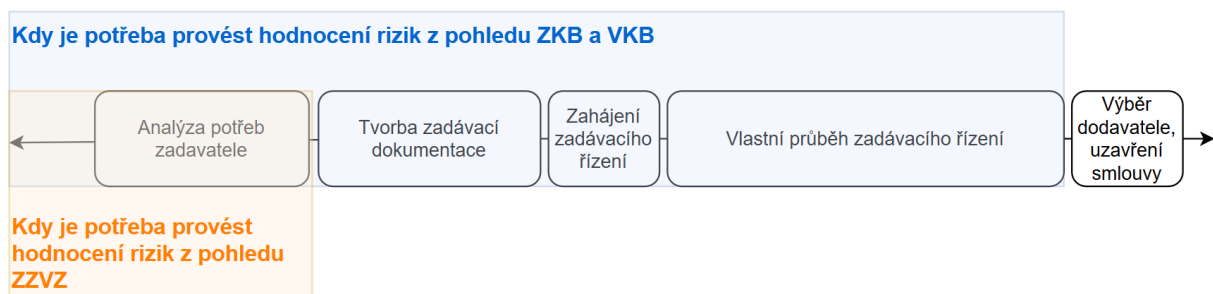 Kdy je potřeba provést hodnocení rizik z pohledu ZKB a VKB
Analýza potřeb
zadavatele
Tvorba zadávací
dokumentace
Zahájení
zadávacího
řízení
Vlastní průběh zadávacího řízení
Výběr
dodavatele,
uzavření
smlouvy
Kdy je potřeba provést
hodnocení rizik z pohledu
ZZVZ